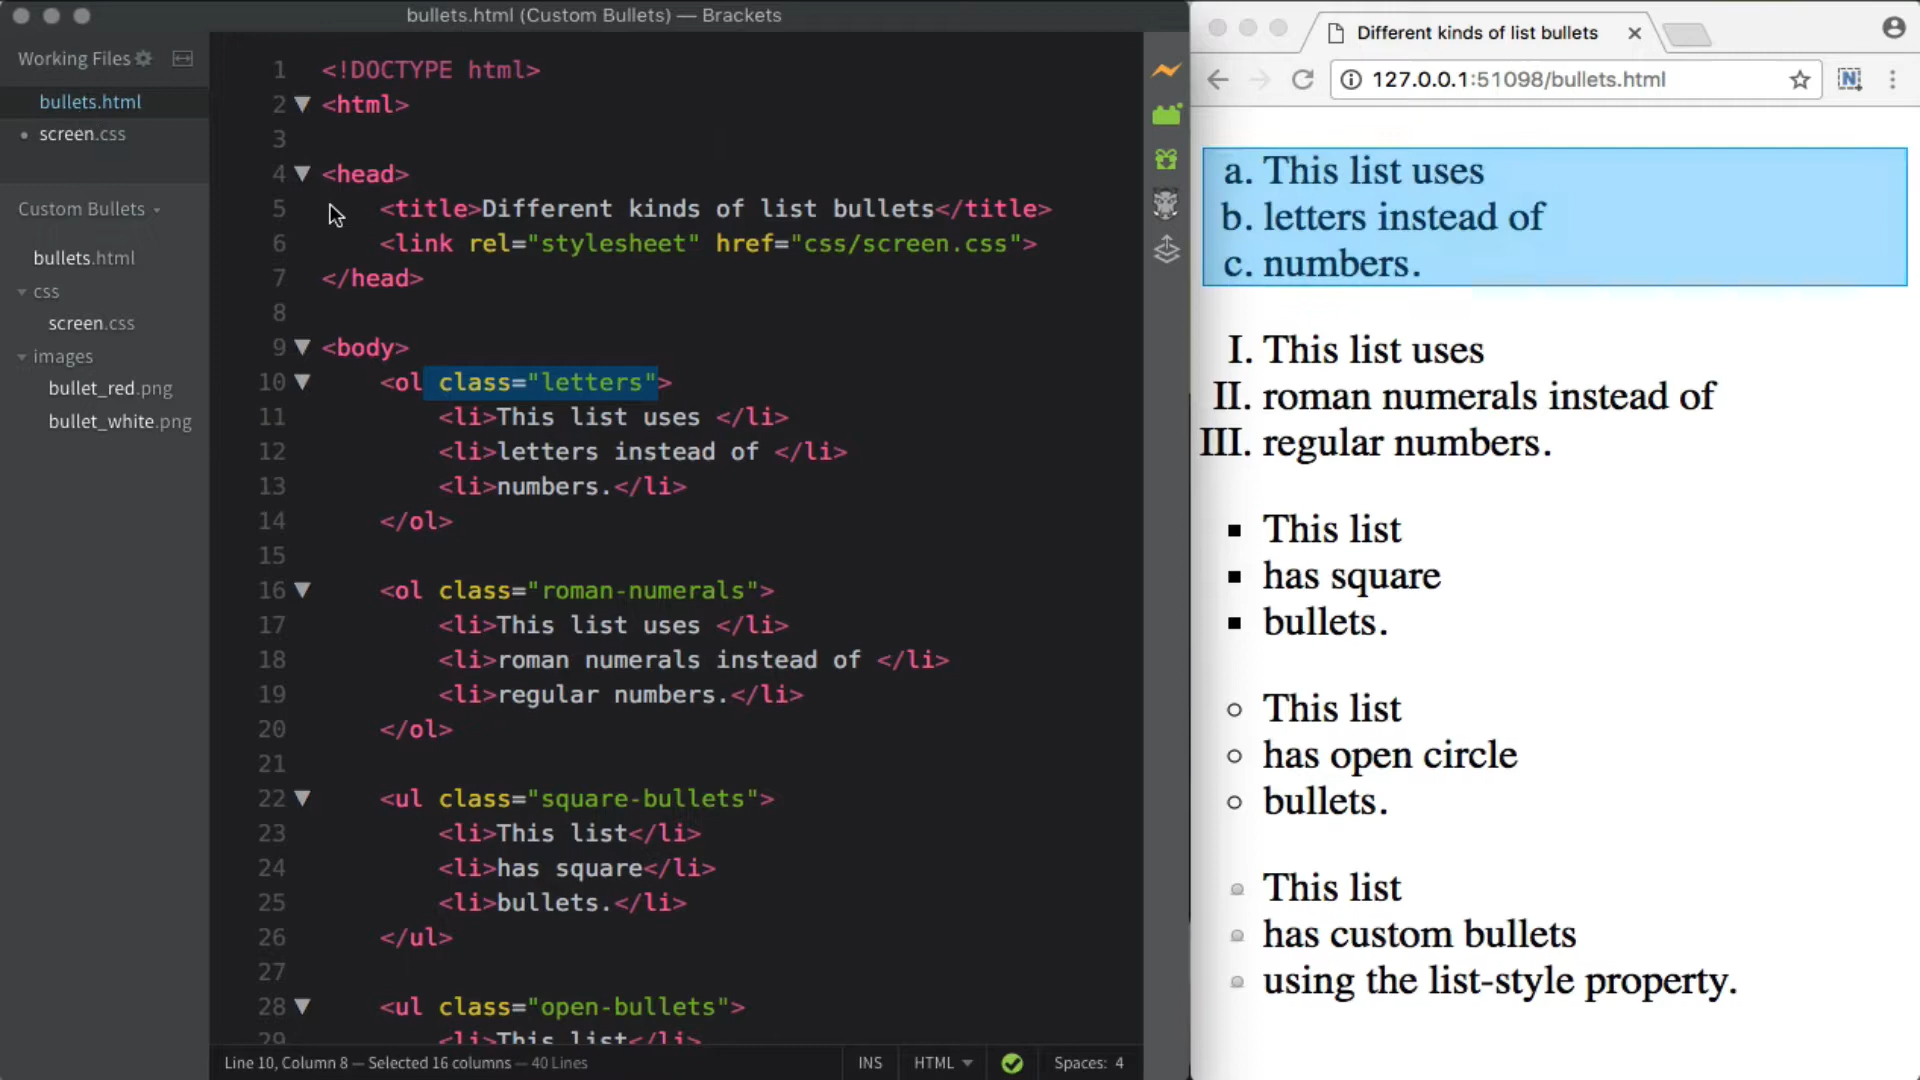 bullets.html (Custom Bullets) — Brackets
Working Files
bullets.html
screen.css
Custom Bullets
bullets.html
css
screen.css
images
bullet_red.png
bullet_white.png
1 <!DOCTYPE html>
2 <html>
3
4 <head>
5 <title>Different kinds of list bullets</title>
6 <link rel="stylesheet" href="css/screen.css">
7 </head>
8
9 <body>
10 <ol class="letters">
11 <li>This list uses </li>
12 <li>letters instead of </li>
13 <li>numbers.</li>
14 </ol>
15
16 <ol class="roman-numerals">
17 <li>This list uses </li>
18 <li>roman numerals instead of </li>
19 <li>regular numbers.</li>
20 </ol>
21
22 <ul class="square-bullets">
23 <li>This list</li>
24 <li>has square</li>
25 <li>bullets.</li>
26 </ul>
27
28 <ul class="open-bullets">
29 <li>This list</li>
Line 10, Column 8 — Selected 16 columns — 40 Lines
INS
HTML
Spaces: 4
Different kinds of list bullets
127.0.0.1:51098/bullets.html
N
a. This list uses
b. letters instead of
c. numbers.
I. This list uses
II. roman numerals instead of
III. regular numbers.
This list
has square
bullets.
This list
has open circle
bullets.
This list
has custom bullets
using the list-style property.